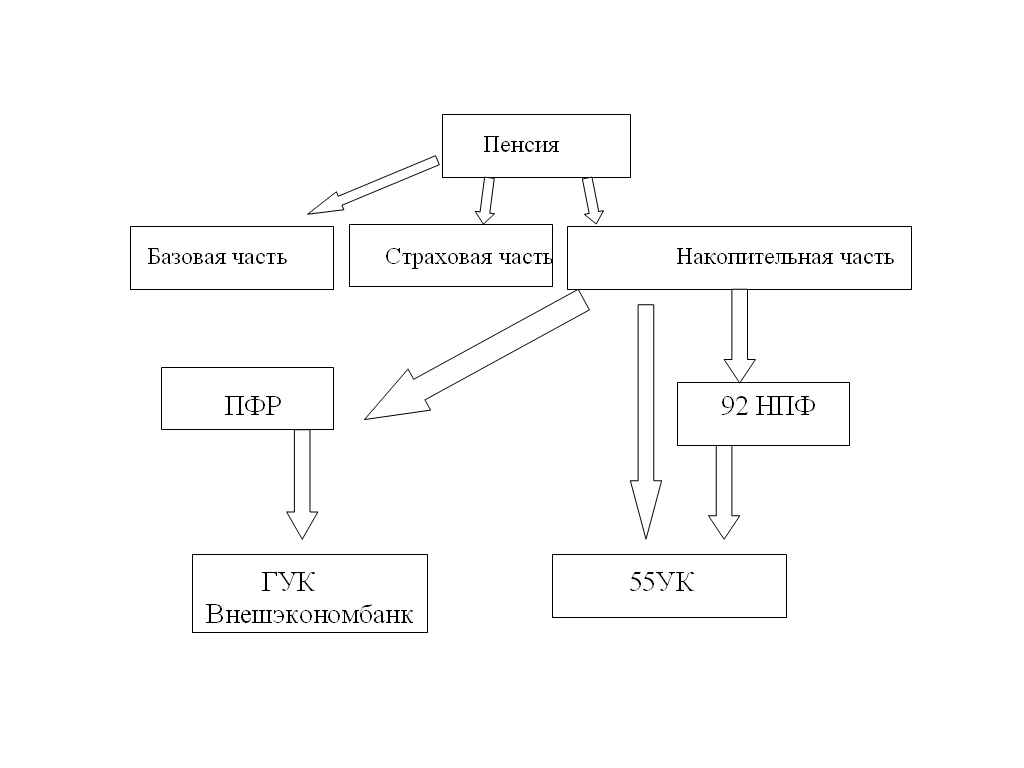 Пенсия
Базовая часть
Страховая часть
Накопительная часть
ПФР
92 НПФ
ГУК
Внешэкономбанк
55УК